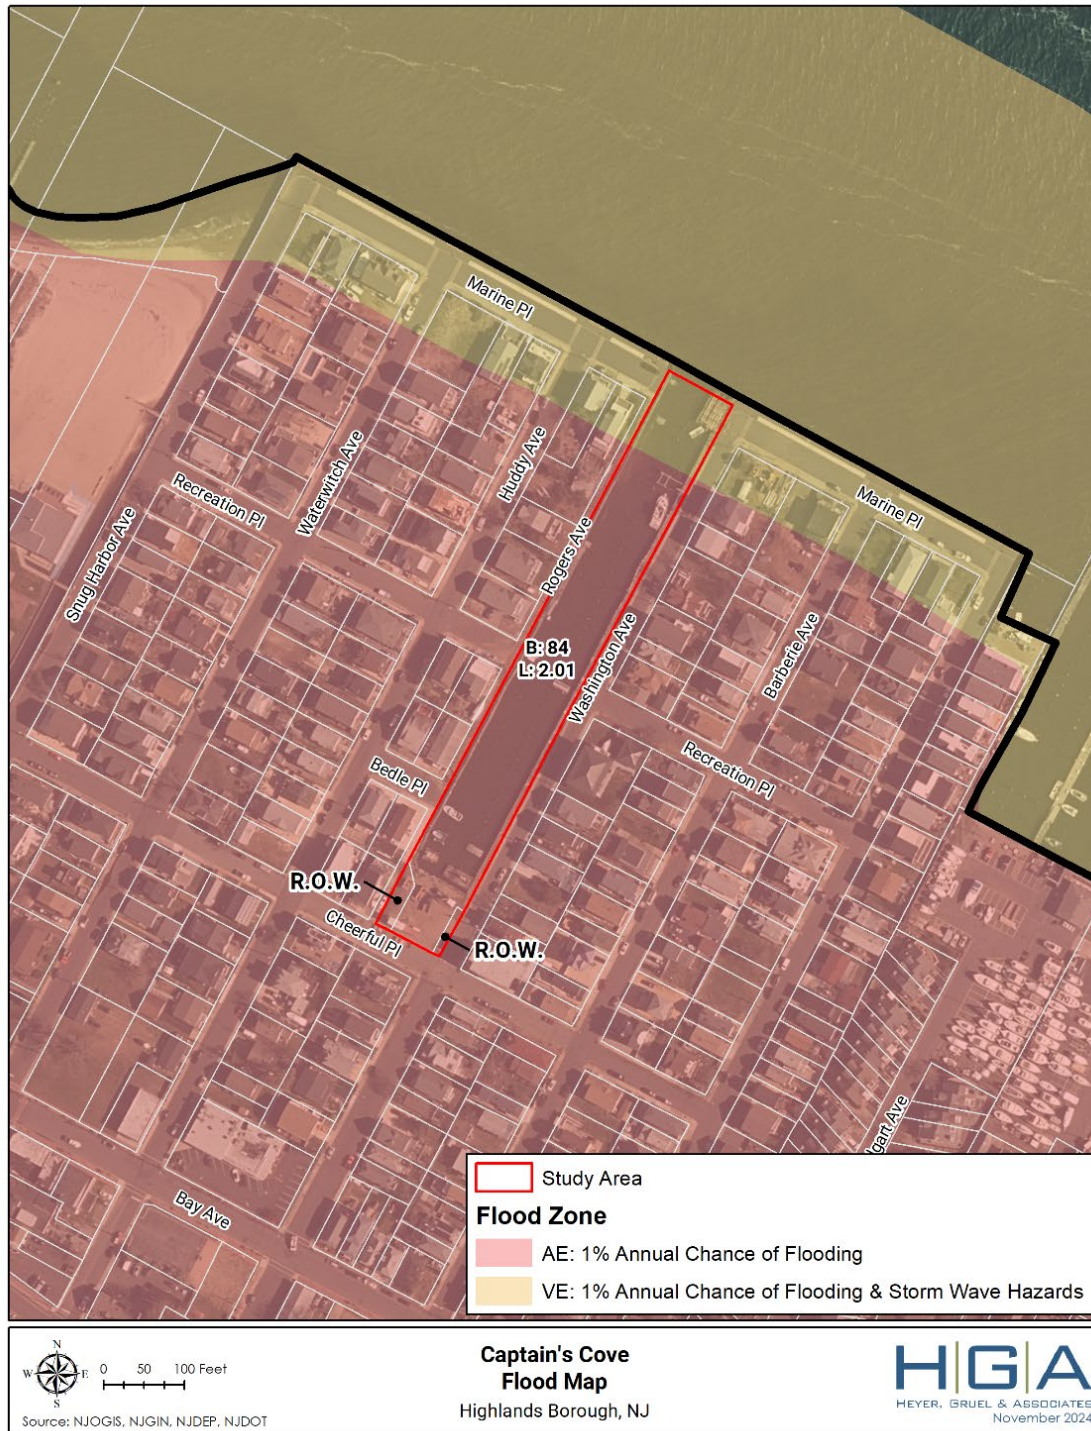 Marine Pl
Marine Pl
Huddy Ave
Waterwitch Ave
Recreation Pl
Snug Harbor Ave
Rogers Ave
B: 84
L: 2.01
Washington Ave
Barberie Ave
Recreation Pl
Bedle Pl
R.O.W.
Cheerful Pl
R.O.W.
Bay Ave
lgart Ave
Study Area
Flood Zone
AE: 1% Annual Chance of Flooding
VE: 1% Annual Chance of Flooding & Storm Wave Hazards
N
W E
S
0 50 100 Feet
Source: NJOGIS, NJGIN, NJDEP, NJDOT
Captain's Cove
Flood Map
Highlands Borough, NJ
H|G|A
HEYER, GRUEL & ASSOCIATES
November 2024